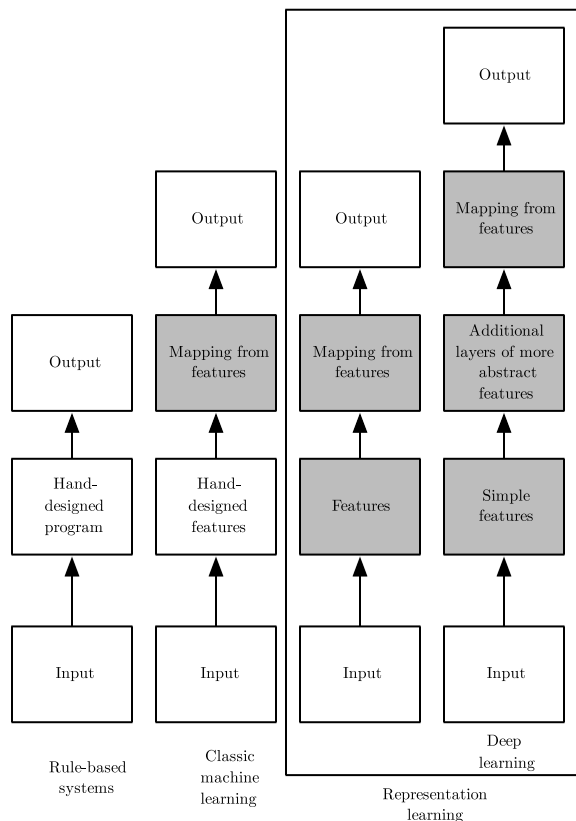 Output
Output
Output
Mapping from
features
Output
Mapping from
features
Mapping from
features
Additional
layers of more
abstract
features
Hand-
designed
program
Hand-
designed
features
Features
Simple
features
Input
Input
Input
Input
Rule-based
systems
Classic
machine
learning
Deep
learning
Representation
learning